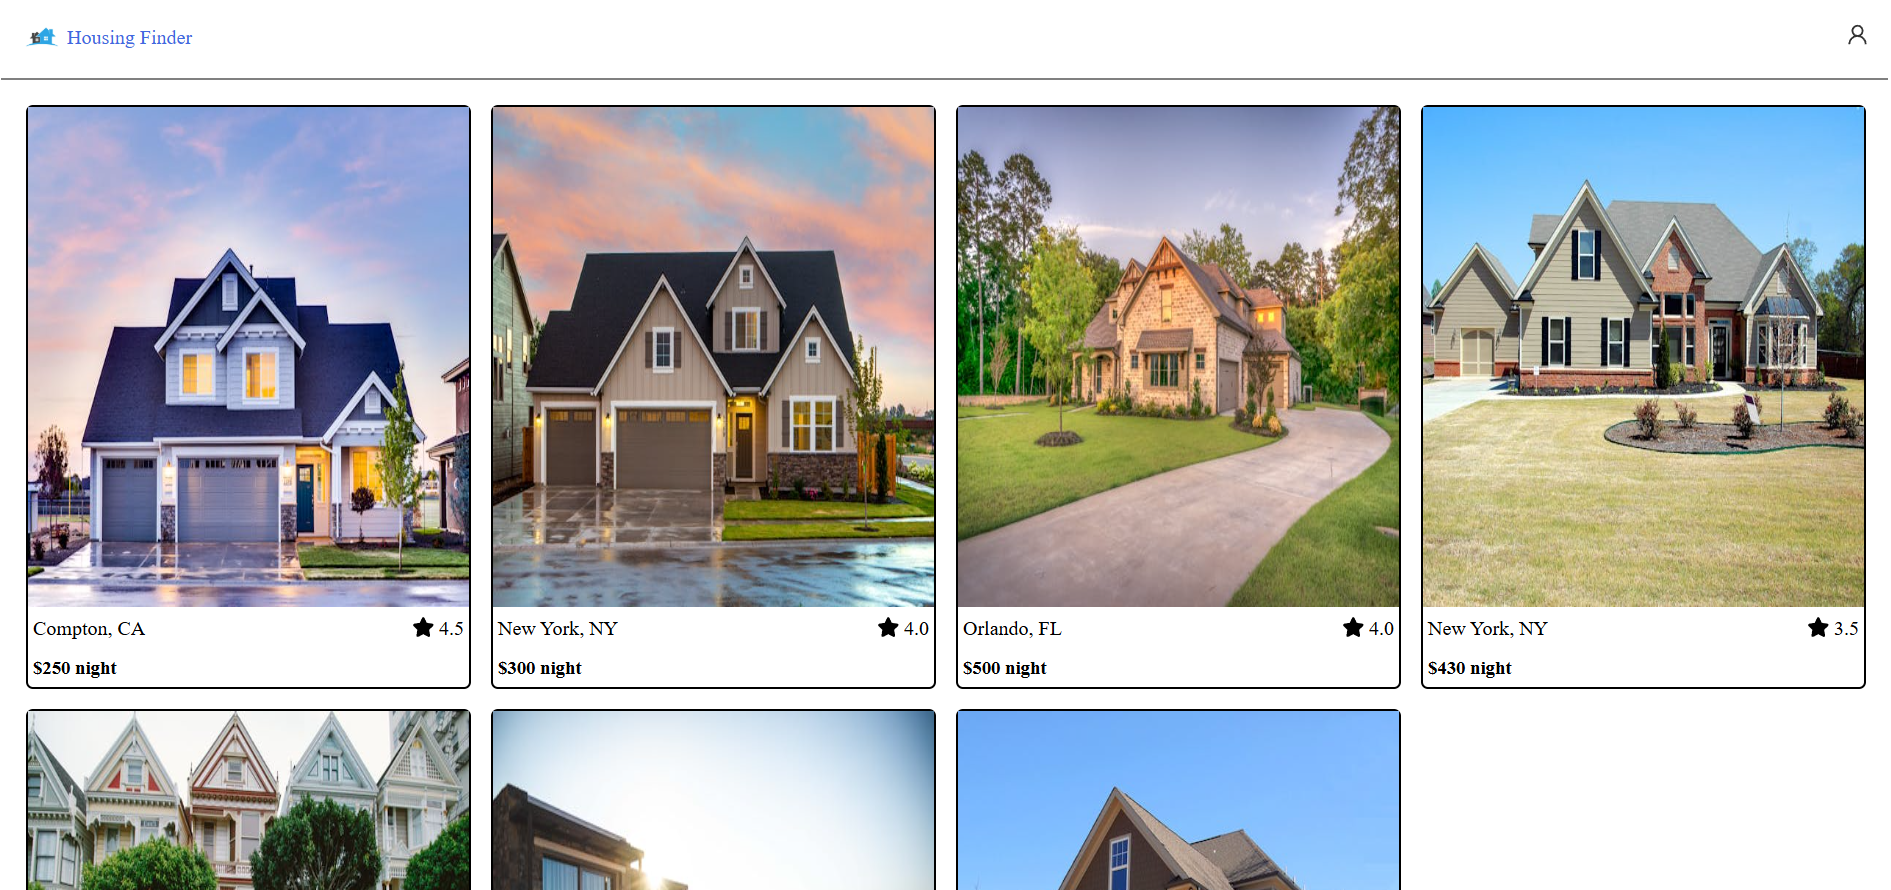 Housing Finder
Compton, CA 4.5
$250 night
New York, NY 4.0
$300 night
Orlando, FL 4.0
$500 night
New York, NY 3.5
$430 night